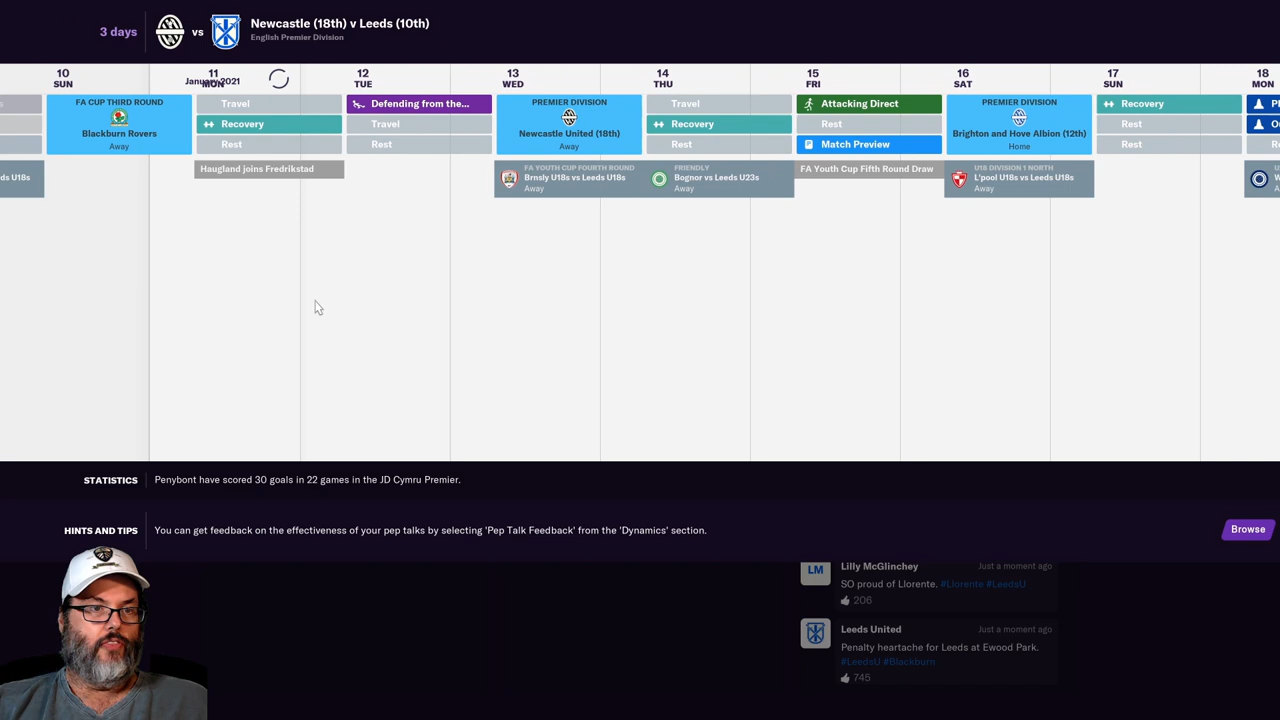 3 days
vs
Newcastle (18th) v Leeds (10th)
English Premier Division
10
SUN
11
MON
January 2021
12
TUE
13
WED
14
THU
15
FRI
16
SAT
17
SUN
18
MON
FA CUP THIRD ROUND
Blackburn Rovers
Away
Travel
Recovery
Rest
Defending from the...
Travel
Rest
PREMIER DIVISION
Newcastle United (18th)
Away
Travel
Recovery
Rest
Attacking Direct
Rest
Match Preview
PREMIER DIVISION
Brighton and Hove Albion (12th)
Home
Recovery
Rest
Rest
ds U18s
Haugland joins Fredrikstad
FA YOUTH CUP FOURTH ROUND
Brnsly U18s vs Leeds U18s
Away
FRIENDLY
Bognor vs Leeds U23s
Away
FA Youth Cup Fifth Round Draw
U18 DIVISION 1 NORTH
L'pool U18s vs Leeds U18s
Away
STATISTICS
Penybont have scored 30 goals in 22 games in the JD Cymru Premier.
HINTS AND TIPS
You can get feedback on the effectiveness of your pep talks by selecting 'Pep Talk Feedback' from the 'Dynamics' section.
Browse
LM
Lilly McGlinchey
Just a moment ago
SO proud of Llorente. #Llorente #LeedsU
206
Leeds United
Just a moment ago
Penalty heartache for Leeds at Ewood Park.
#LeedsU #Blackburn
745